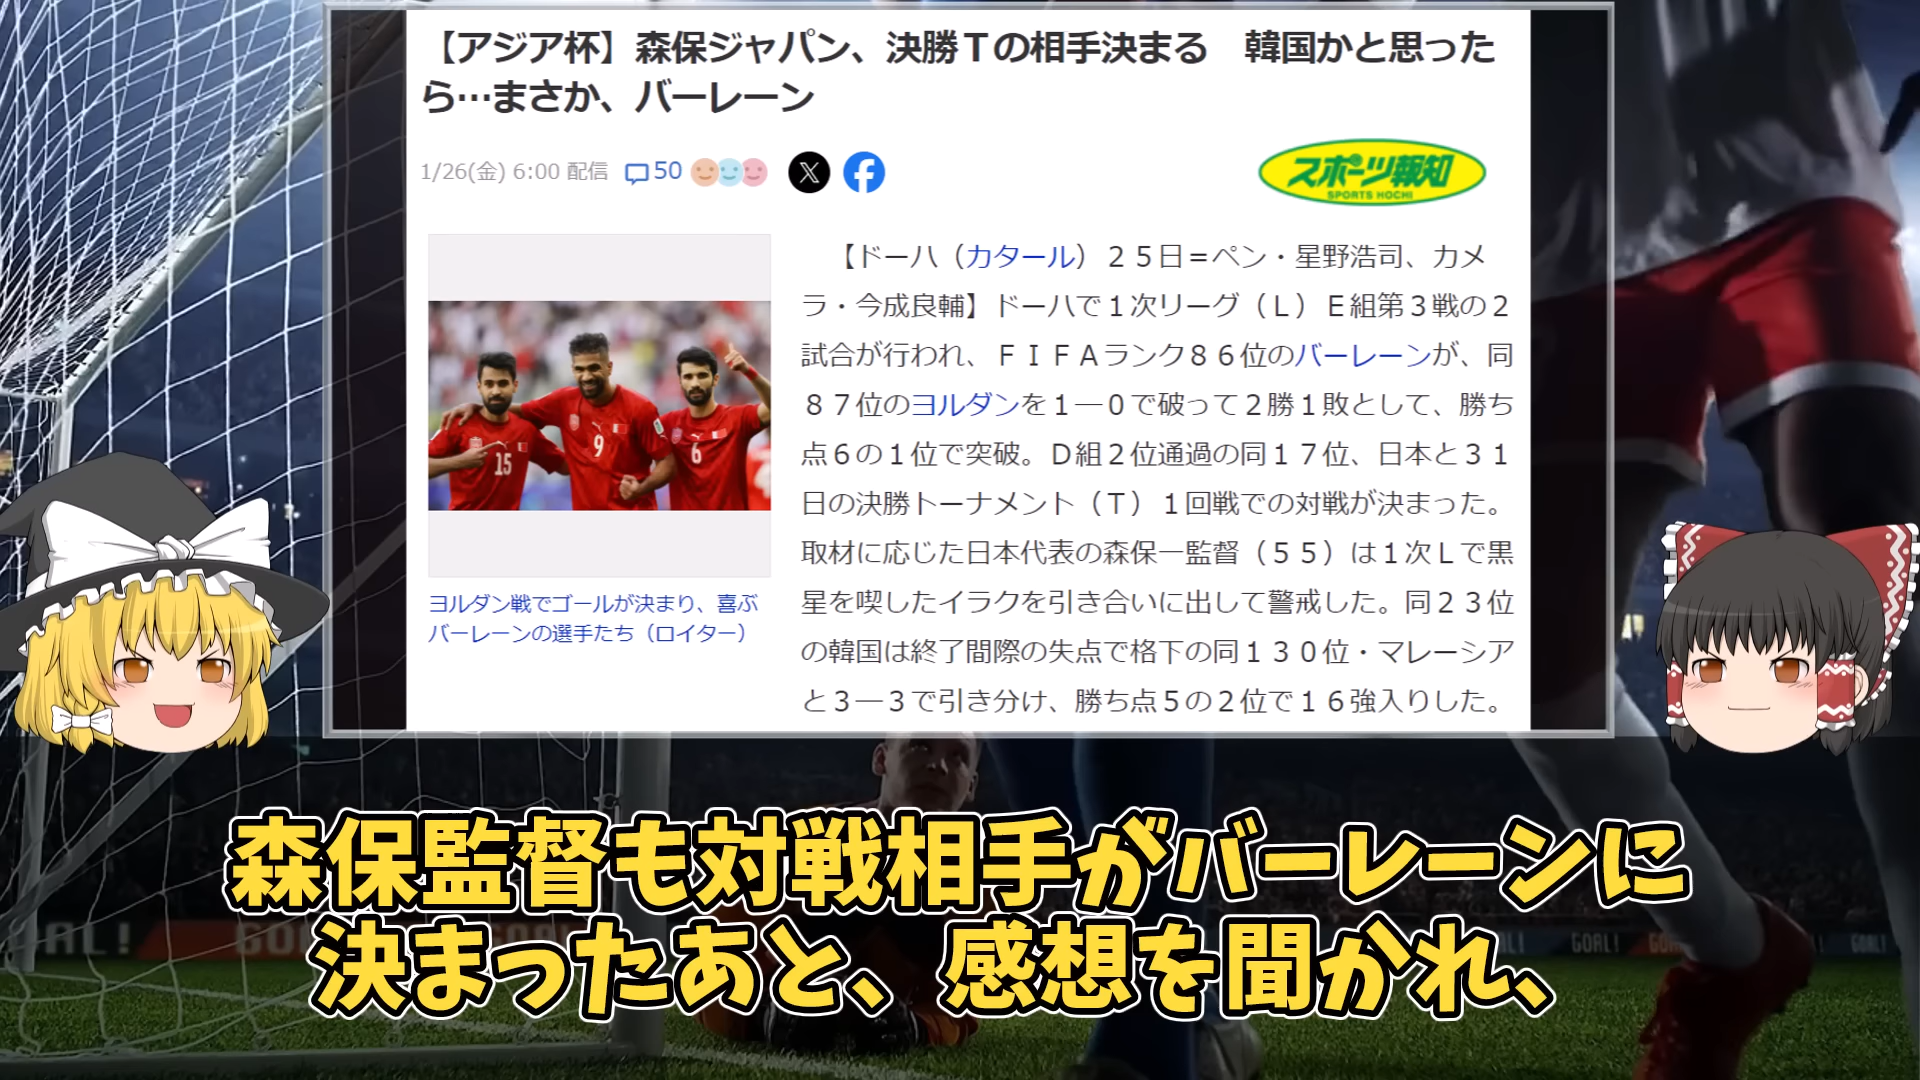 【アジア杯】森保ジャパン、決勝Ｔの相手決まる　韓国かと思った
ら…まさか、バーレーン
1/26(金) 6:00 配信 50
スポーツ報知
SPORTS HOCHI
【ドーハ（カタール）２５日＝ペン・星野浩司、カメ
ラ・今成良輔】ドーハで１次リーグ（Ｌ）Ｅ組第３戦の２
試合が行われ、ＦＩＦＡランク８６位のバーレーンが、同
８７位のヨルダンを１―０で破って２勝１敗として、勝ち
点６の１位で突破。Ｄ組２位通過の同１７位、日本と３１
日の決勝トーナメント（Ｔ）１回戦での対戦が決まった。
取材に応じた日本代表の森保一監督（５５）は１次Ｌで黒
星を喫したイラクを引き合いに出して警戒した。同２３位
の韓国は終了間際の失点で格下の同１３０位・マレーシア
と３―３で引き分け、勝ち点５の２位で１６強入りした。
15
9
6
ヨルダン戦でゴールが決まり、喜ぶ
バーレーンの選手たち（ロイター）
森保監督も対戦相手がバーレーンに
決まったあと、感想を聞かれ、
GOAL!
GOAL!